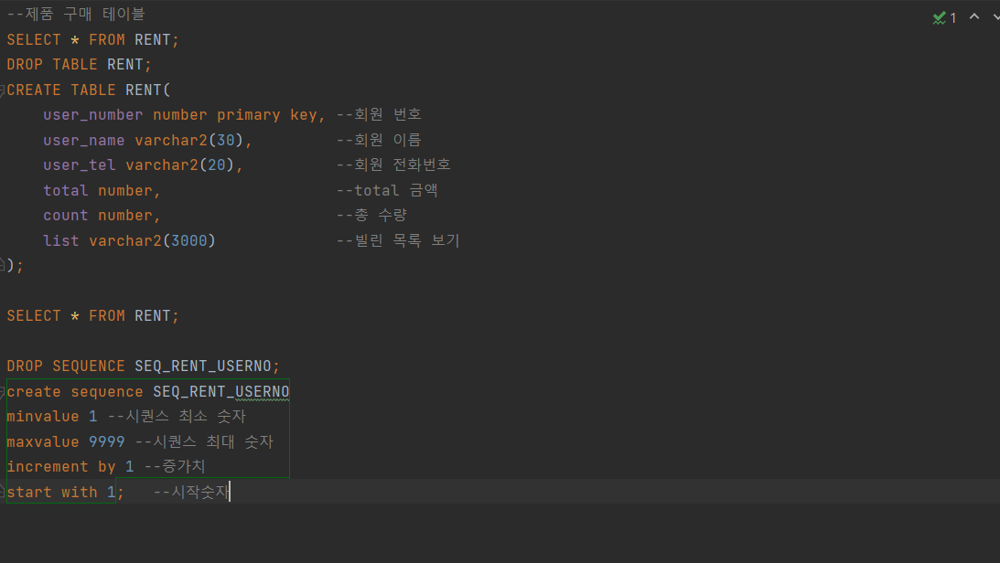 --제품 구매 테이블
SELECT * FROM RENT;
DROP TABLE RENT;
CREATE TABLE RENT(
    user_number number primary key, --회원 번호
    user_name varchar2(30),         --회원 이름
    user_tel varchar2(20),          --회원 전화번호
    total number,                   --total 금액
    count number,                   --종 수량
    list varchar2(3000)             --빌린 목록 보기
);
SELECT * FROM RENT;
DROP SEQUENCE SEQ_RENT_USERNO;
create sequence SEQ_RENT_USERNO
minvalue 1 --시퀀스 최소 숫자
maxvalue 9999 --시퀀스 최대 숫자
increment by 1 --증가치
start with 1;   --시작숫자
1